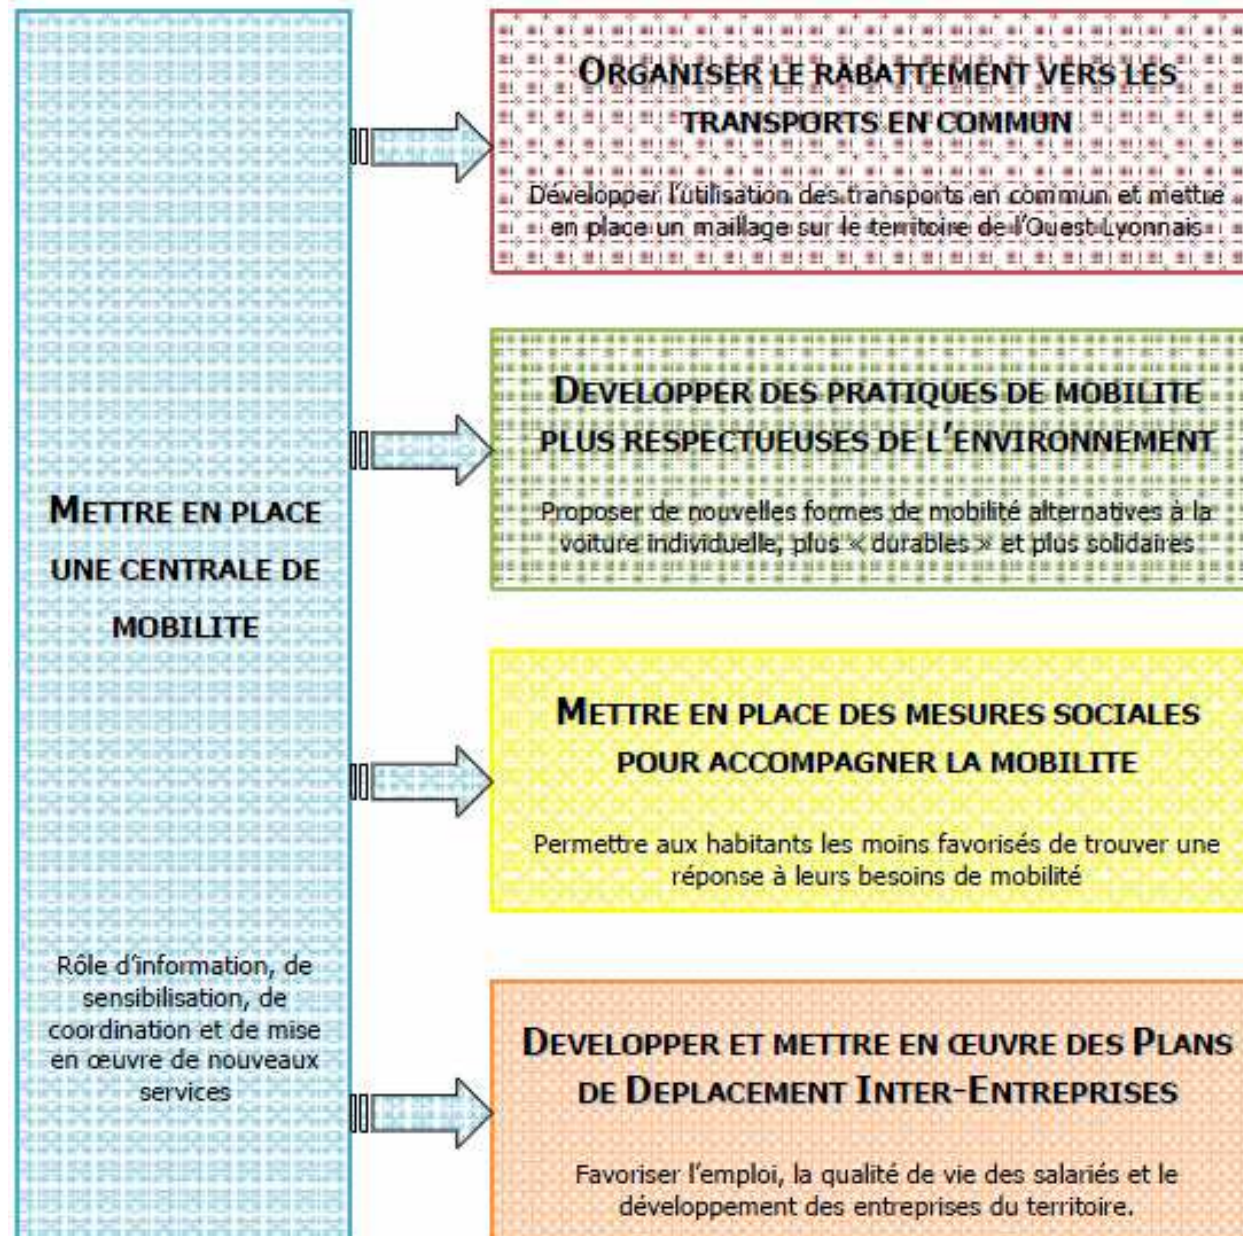 METTRE EN PLACE
UNE CENTRALE DE
MOBILITE
Rôle d'information, de
sensibilisation, de
coordination et de mise
en œuvre de nouveaux
services
ORGANISER LE RABATTEMENT VERS LES
TRANSPORTS EN COMMUN
Développer l'utilisation des transports en commun et mettre
en place un maillage sur le territoire de l'Ouest Lyonnais
DEVELOPPER DES PRATIQUES DE MOBILITE
PLUS RESPECTUEUSES DE L'ENVIRONNEMENT
Proposer de nouvelles formes de mobilité alternatives à la
voiture individuelle, plus « durables » et plus solidaires
METTRE EN PLACE DES MESURES SOCIALES
POUR ACCOMPAGNER LA MOBILITE
Permettre aux habitants les moins favorisés de trouver une
réponse à leurs besoins de mobilité
DEVELOPPER ET METTRE EN ŒUVRE DES PLANS
DE DEPLACEMENT INTER-ENTREPRISES
Favoriser l'emploi, la qualité de vie des salariés et le
développement des entreprises du territoire.